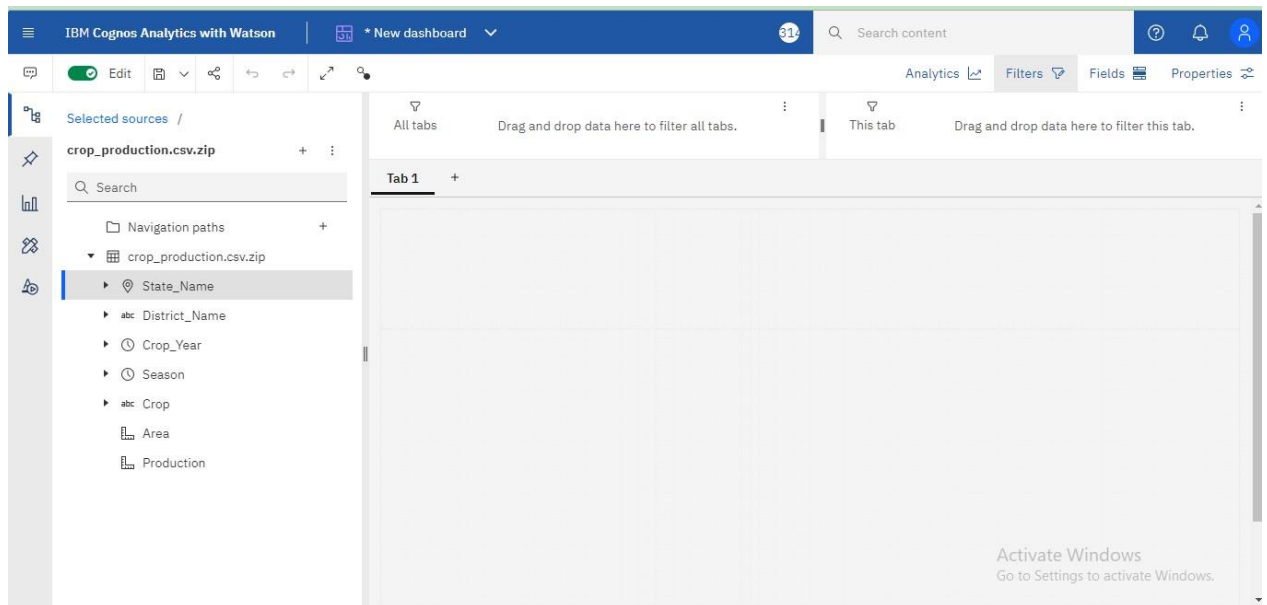 IBM Cognos Analytics with Watson
* New dashboard
314
Search content
Edit
Analytics
Filters
Fields
Properties
Selected sources /
crop_production.csv.zip
Search
Navigation paths
crop_production.csv.zip
State_Name
abc District_Name
Crop_Year
Season
abc Crop
Area
Production
All tabs
Drag and drop data here to filter all tabs.
This tab
Drag and drop data here to filter this tab.
Tab 1
Activate Windows
Go to Settings to activate Windows.